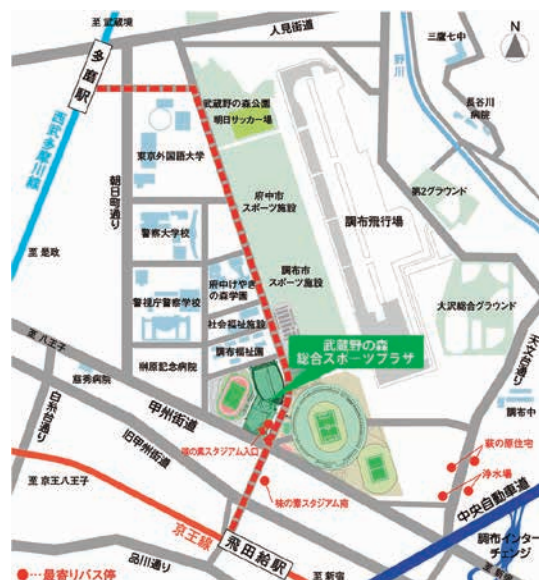 至 武蔵境
人見街道
N
三鷹七中
野川
多磨駅
武蔵野の森公園
朝日サッカー場
長谷川
病院
西武多摩川線
東京外国語大学
朝日町通り
府中市
スポーツ施設
調布飛行場
第2グラウンド
警察大学校
至 是政
府中けやき
の森学園
調布市
スポーツ施設
警視庁警察学校
大沢総合グラウンド
社会福祉施設
武蔵野の森
総合スポーツプラザ
至 八王子
調布福祉園
榊原記念病院
天文台通り
慈秀病院
甲州街道
調布中
白糸台通り
旧甲州街道
味の素スタジアム入口
萩の原住宅
浄水場
至 京王八王子
味の素スタジアム南
中央自動車道
京王線
飛田給駅
調布インター
チェンジ
品川通り
至 新宿
●…最寄りバス停